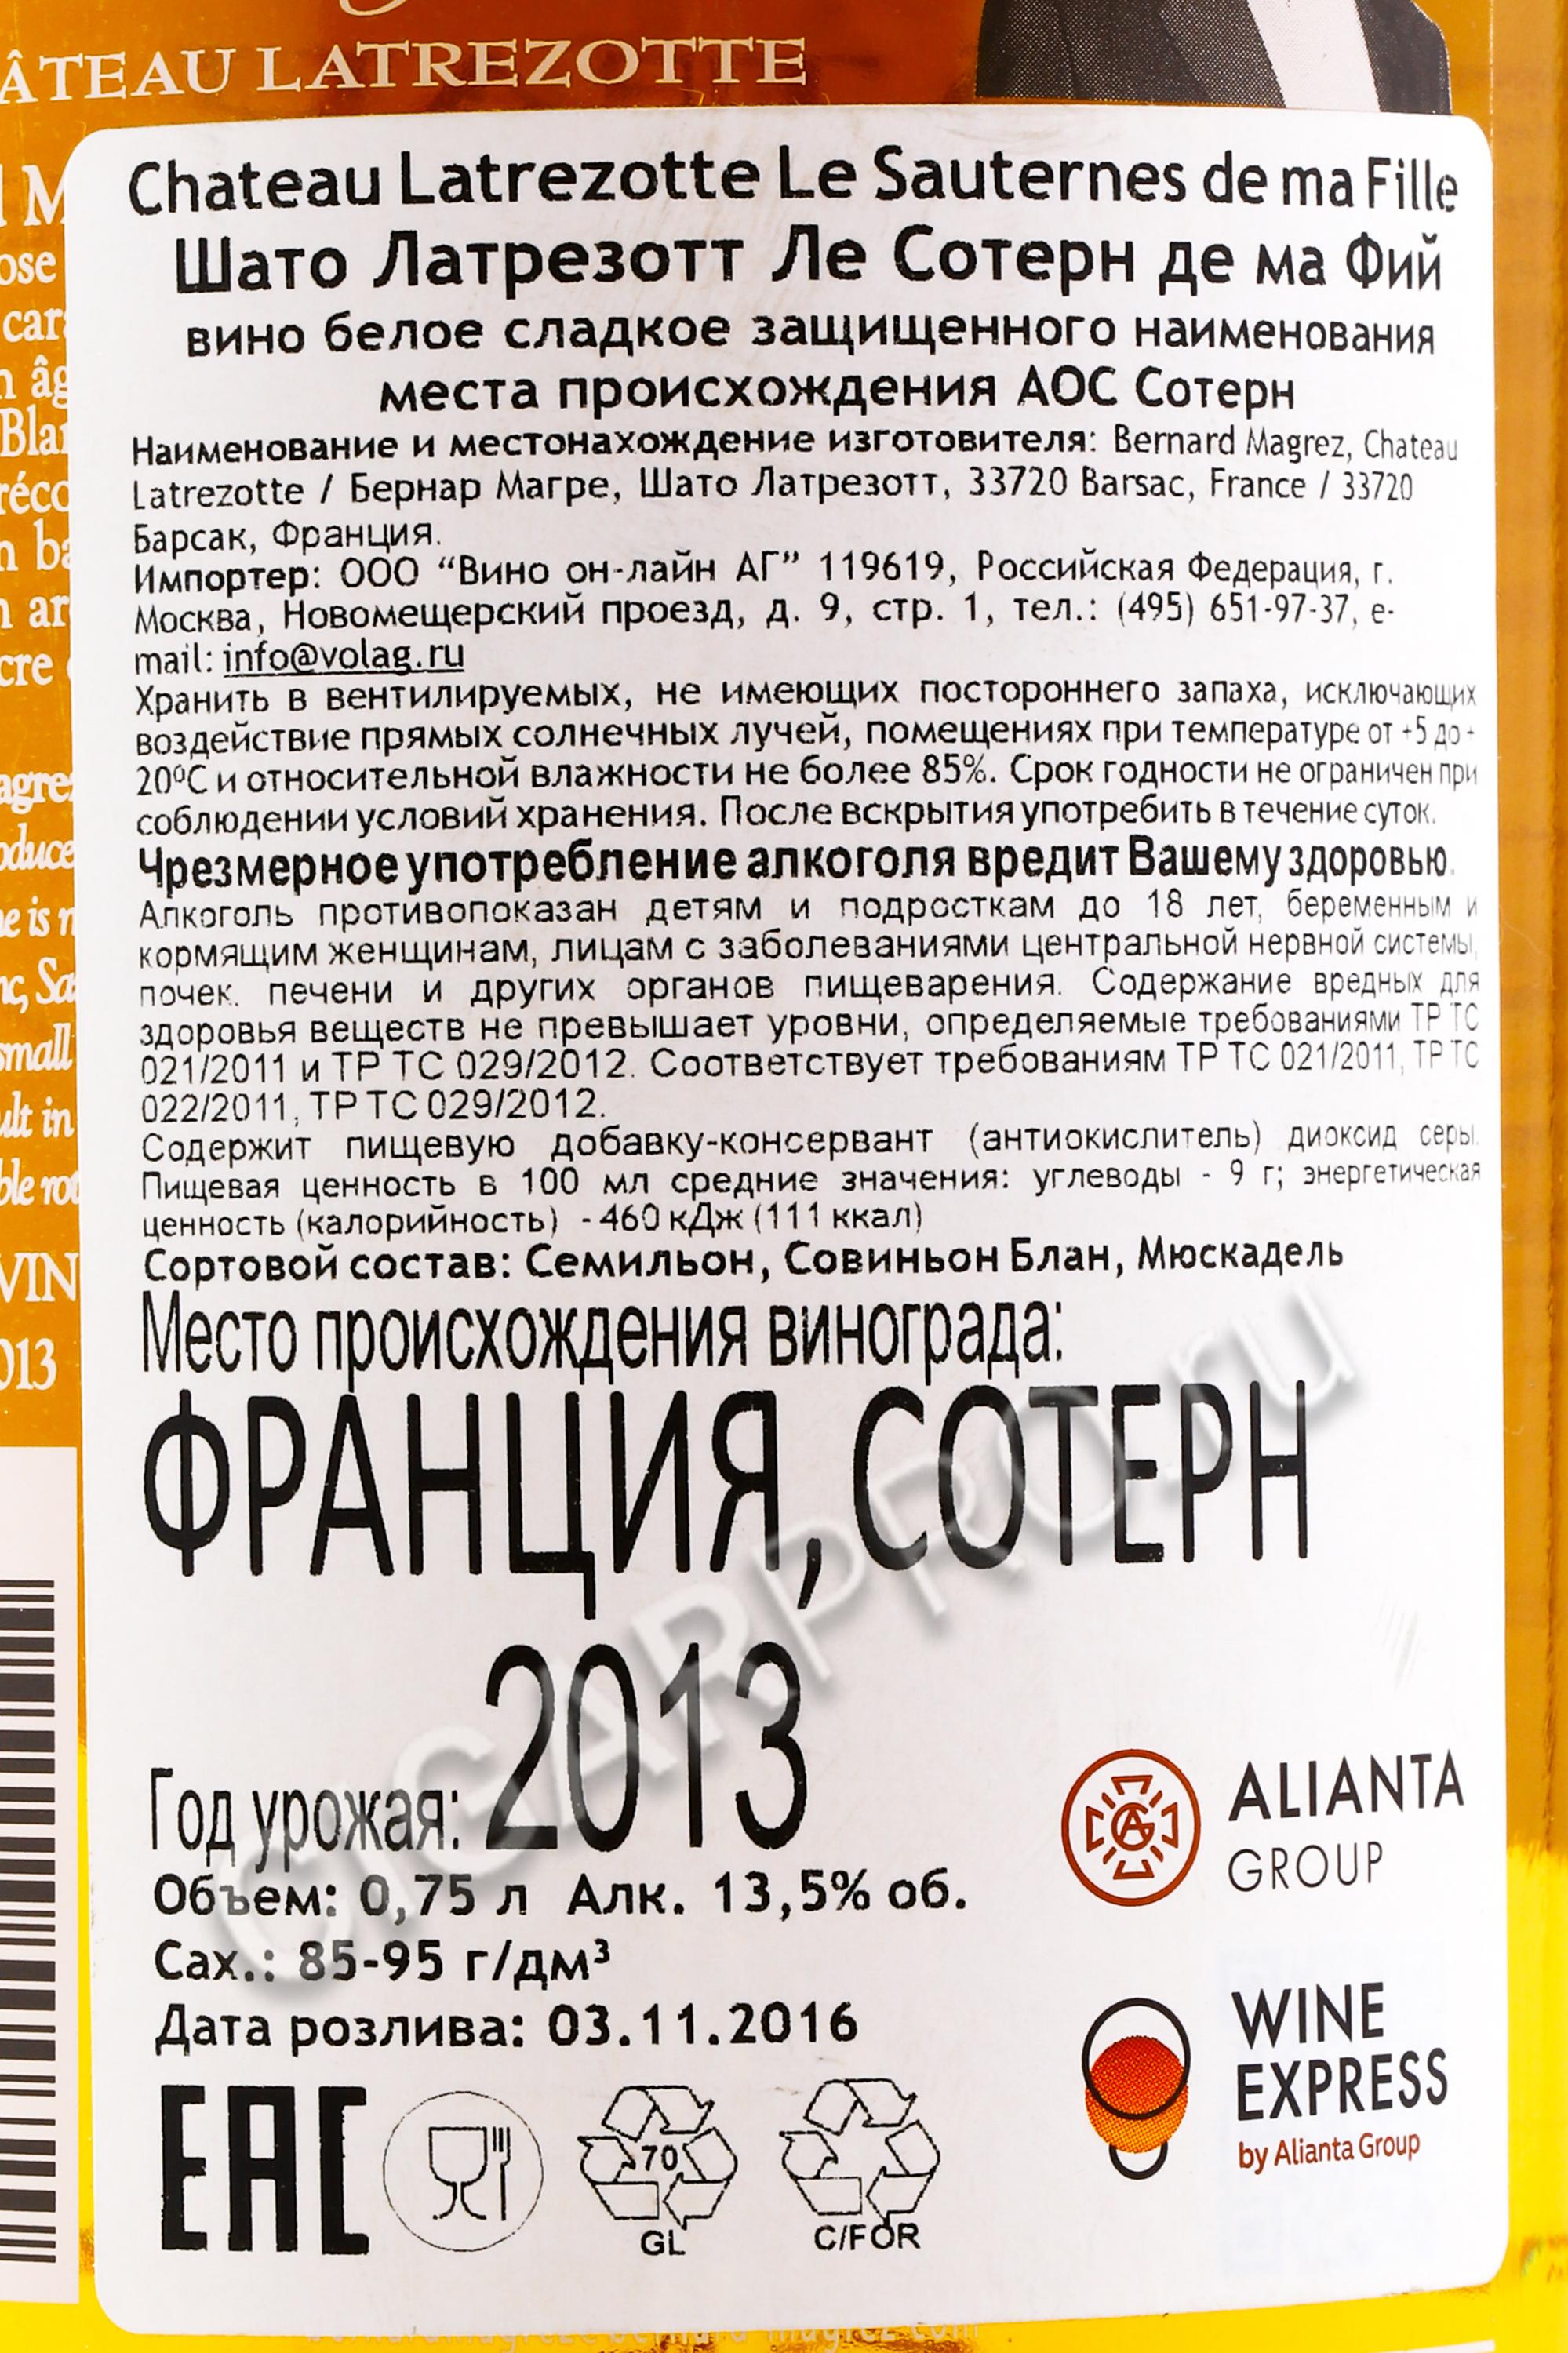 ÂTEAU LATREZOTTE
Chateau Latrezotte Le Sauternes de ma Fille
Шато Латрезотт Ле Сотерн де ма Фий
вино белое сладкое защищенного наименования
места происхождения АОС Сотерн
Наименование и местонахождение изготовителя: Bernard Magrez, Chateau
Latrezotte / Бернар Магре, Шато Латрезотт, 33720 Barsac, France / 33720
Барсак, Франция.
Импортер: ООО “Вино он-лайн АГ” 119619, Российская Федерация, г.
Москва, Новомещерский проезд, д. 9, стр. 1, тел.: (495) 651-97-37, e-
mail: info@volag.ru
Хранить в вентилируемых, не имеющих постороннего запаха, исключающих
воздействие прямых солнечных лучей, помещениях при температуре от +5 до +
20ºС и относительной влажности не более 85%. Срок годности не ограничен при
соблюдении условий хранения. После вскрытия употребить в течение суток.
Чрезмерное употребление алкоголя вредит Вашему здоровью.
Алкоголь противопоказан детям и подросткам до 18 лет, беременным и
кормящим женщинам, лицам с заболеваниями центральной нервной системы,
почек, печени и других органов пищеварения. Содержание вредных для
здоровья веществ не превышает уровни, определяемые требованиями ТР ТС
021/2011 и ТР ТС 029/2012. Соответствует требованиям ТР ТС 021/2011, ТР ТС
022/2011, ТР ТС 029/2012.
Содержит пищевую добавку-консервант (антиокислитель) диоксид серы.
Пищевая ценность в 100 мл средние значения: углеводы - 9 г; энергетическая
ценность (калорийность) - 460 кДж (111 ккал)
Сортовой состав: Семильон, Совиньон Блан, Мюскадель
Место происхождения винограда:
ФРАНЦИЯ, СОТЕРН
Год урожая: 2013
Объем: 0,75 л Алк. 13,5% об.
Сах.: 85-95 г/дм³
Дата розлива: 03.11.2016
ALIANTA
GROUP
WINE
EXPRESS
by Alianta Group
EAC
70
GL
C/FOR
CIGARPRO.ru